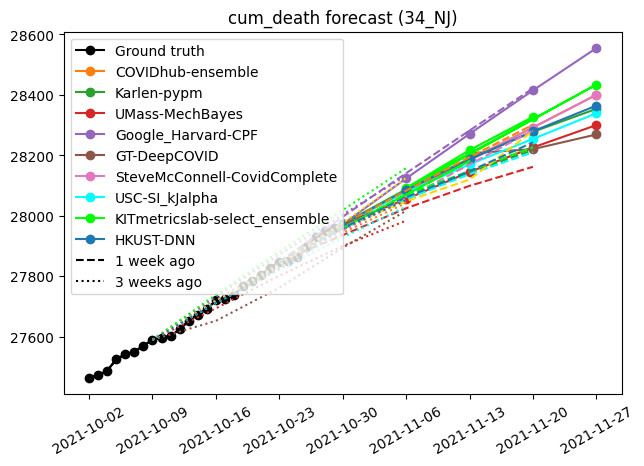 cum_death forecast (34_NJ)
28600
28400
28200
28000
27800
27600
Ground truth
COVIDhub-ensemble
Karlen-pypm
UMass-MechBayes
Google_Harvard-CPF
GT-DeepCOVID
SteveMcConnell-CovidComplete
USC-SI_kJalpha
KITmetricslab-select_ensemble
HKUST-DNN
1 week ago
3 weeks ago
2021-10-02
2021-10-09
2021-10-16
2021-10-23
2021-10-30
2021-11-06
2021-11-13
2021-11-20
2021-11-27